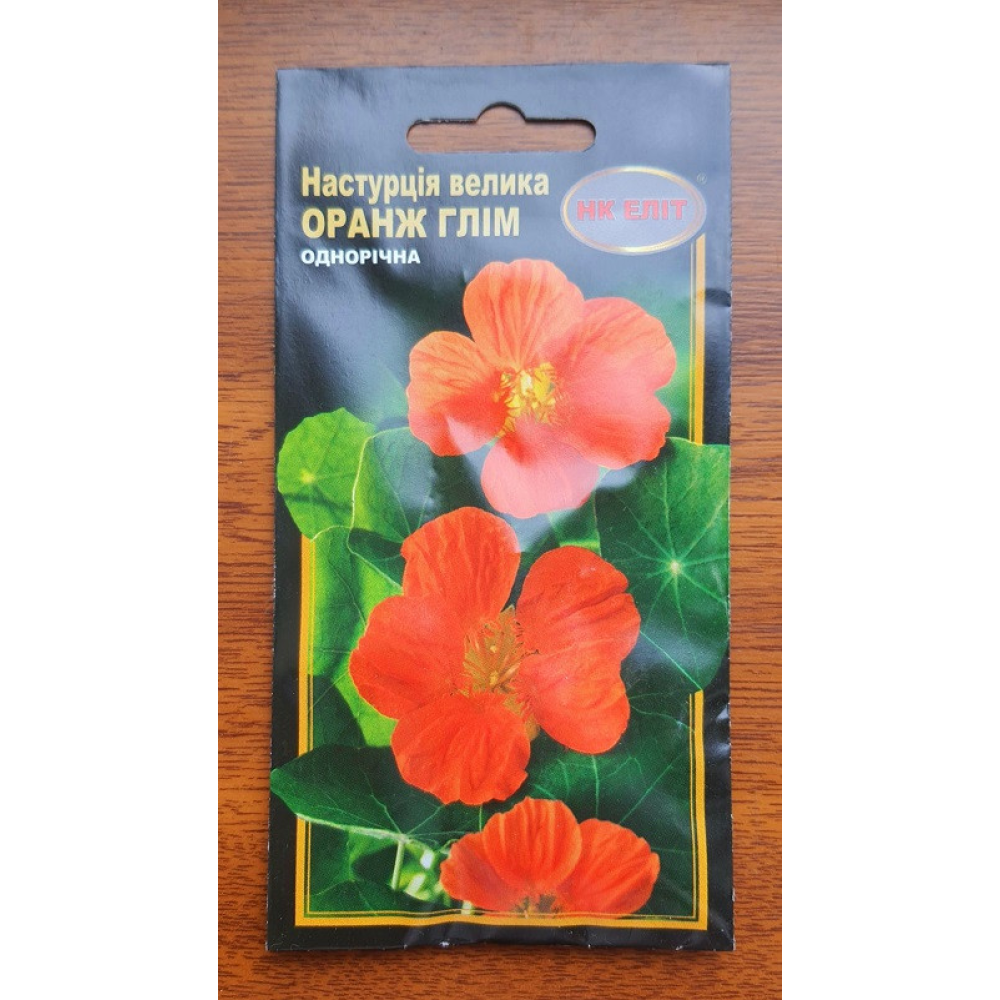 Настурція велика
ОРАНЖ ГЛІМ
ОДНОРІЧНА
НК ЕЛІТ
®